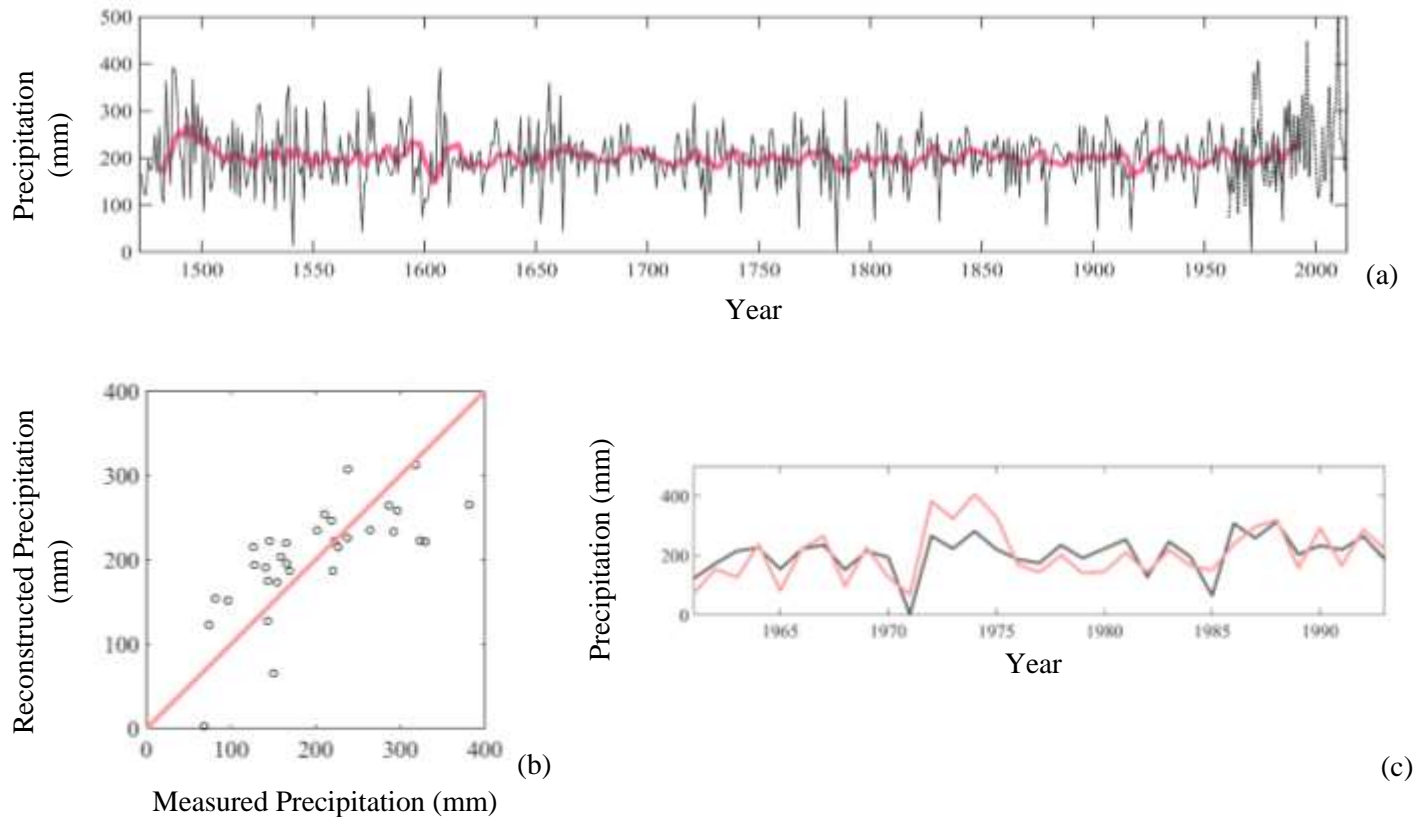 500
400
300
200
100
0
Precipitation
(mm)
1500 1550 1600 1650 1700 1750 1800 1850 1900 1950 2000
Year
(a)
400
300
200
100
0
Reconstructed Precipitation
(mm)
0 100 200 300 400
Measured Precipitation (mm)
(b)
Precipitation (mm)
400
200
0
1965 1970 1975 1980 1985 1990
Year
(c)